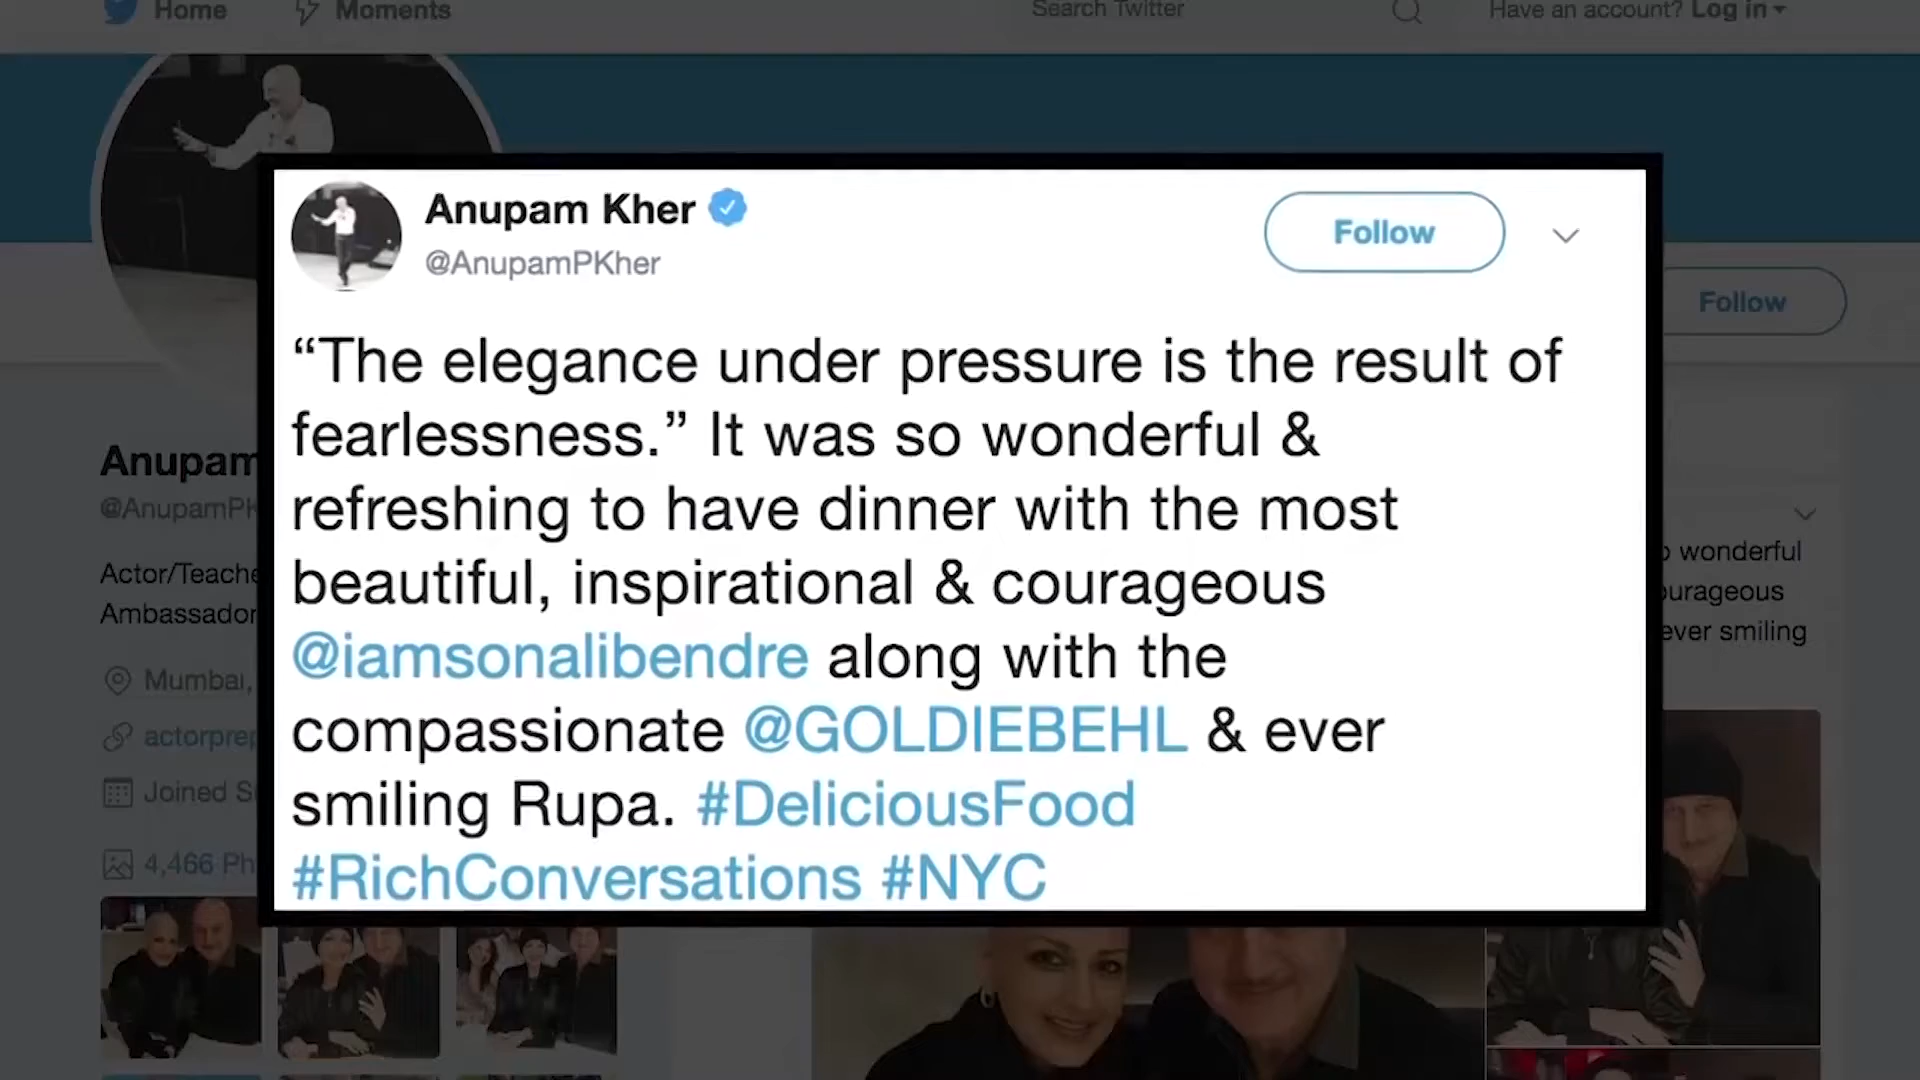 Home
Moments
Search Twitter
Have an account? Log in
Anupam Kher
@AnupamPKher
Follow
Follow
“The elegance under pressure is the result of
fearlessness.” It was so wonderful &
refreshing to have dinner with the most
beautiful, inspirational & courageous
@iamsonalibendre along with the
compassionate @GOLDIEBEHL & ever
smiling Rupa. #DeliciousFood
#RichConversations #NYC
Anupam
@AnupamPK
Actor/Teache
Ambassador
Mumbai,
actorprep
Joined S
4,466 Ph
wonderful
ourageous
ever smiling